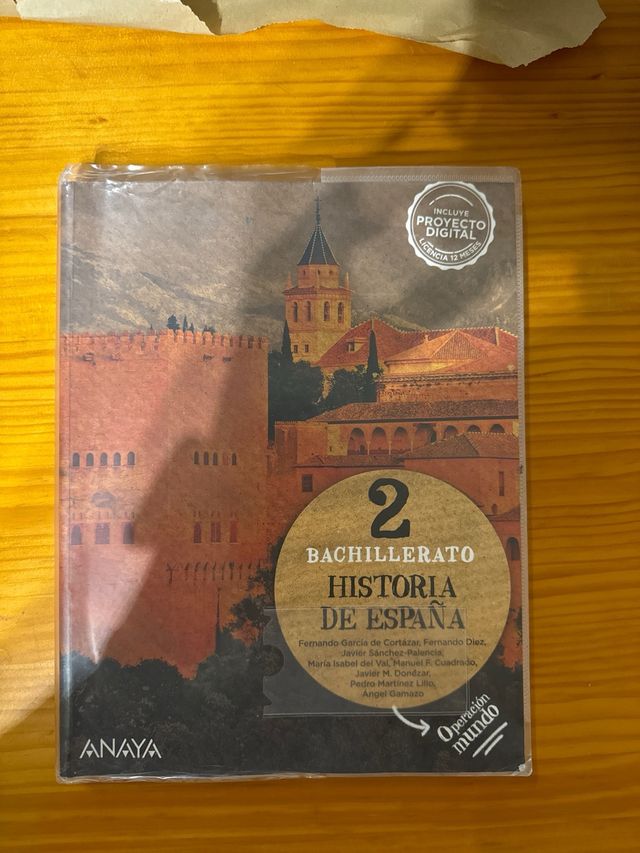 INCLUYE
PROYECTO
DIGITAL
LICENCIA 12 MESES
2
BACHILLERATO
HISTORIA
DE ESPAÑA
Fernando García de Cortázar, Fernando Díez,
Javier Sánchez-Palencia,
María Isabel del Val, Manuel F. Cuadrado,
Javier M. Donézar,
Pedro Martínez Lillo,
Ángel Gamazo
Operación
mundo
ANAYA